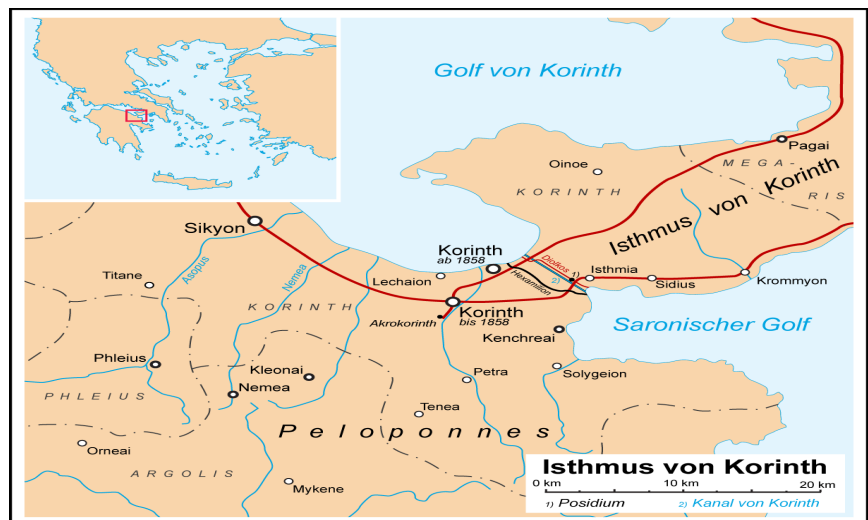 Golf von Korinth
Pagai
MEGA-
RIS
Oinoe
KORINTH
Isthmus von Korinth
Sikyon
Korinth
ab 1858
Diolkos
1)
2)
Hexamilion
Isthmia
Sidius
Krommyon
Asopus
Nemea
Titane
Lechaion
KORINTH
Korinth
bis 1858
Akrokorinth
Saronischer Golf
Kenchreai
Phleius
Kleonai
Nemea
Petra
Solygeion
PHLEIUS
Tenea
Peloponnes
Orneai
ARGOLIS
Mykene
Isthmus von Korinth
0 km 10 km 20 km
1) Posidium 2) Kanal von Korinth